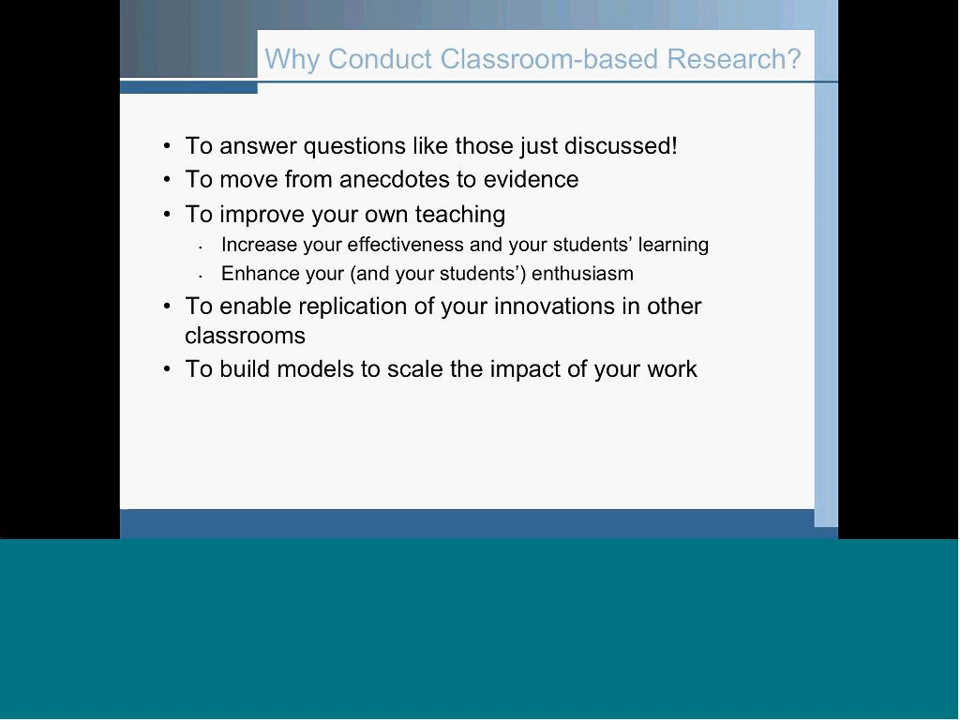 Why Conduct Classroom-based Research?
• To answer questions like those just discussed!
• To move from anecdotes to evidence
• To improve your own teaching
• Increase your effectiveness and your students’ learning
• Enhance your (and your students’) enthusiasm
• To enable replication of your innovations in other
classrooms
• To build models to scale the impact of your work